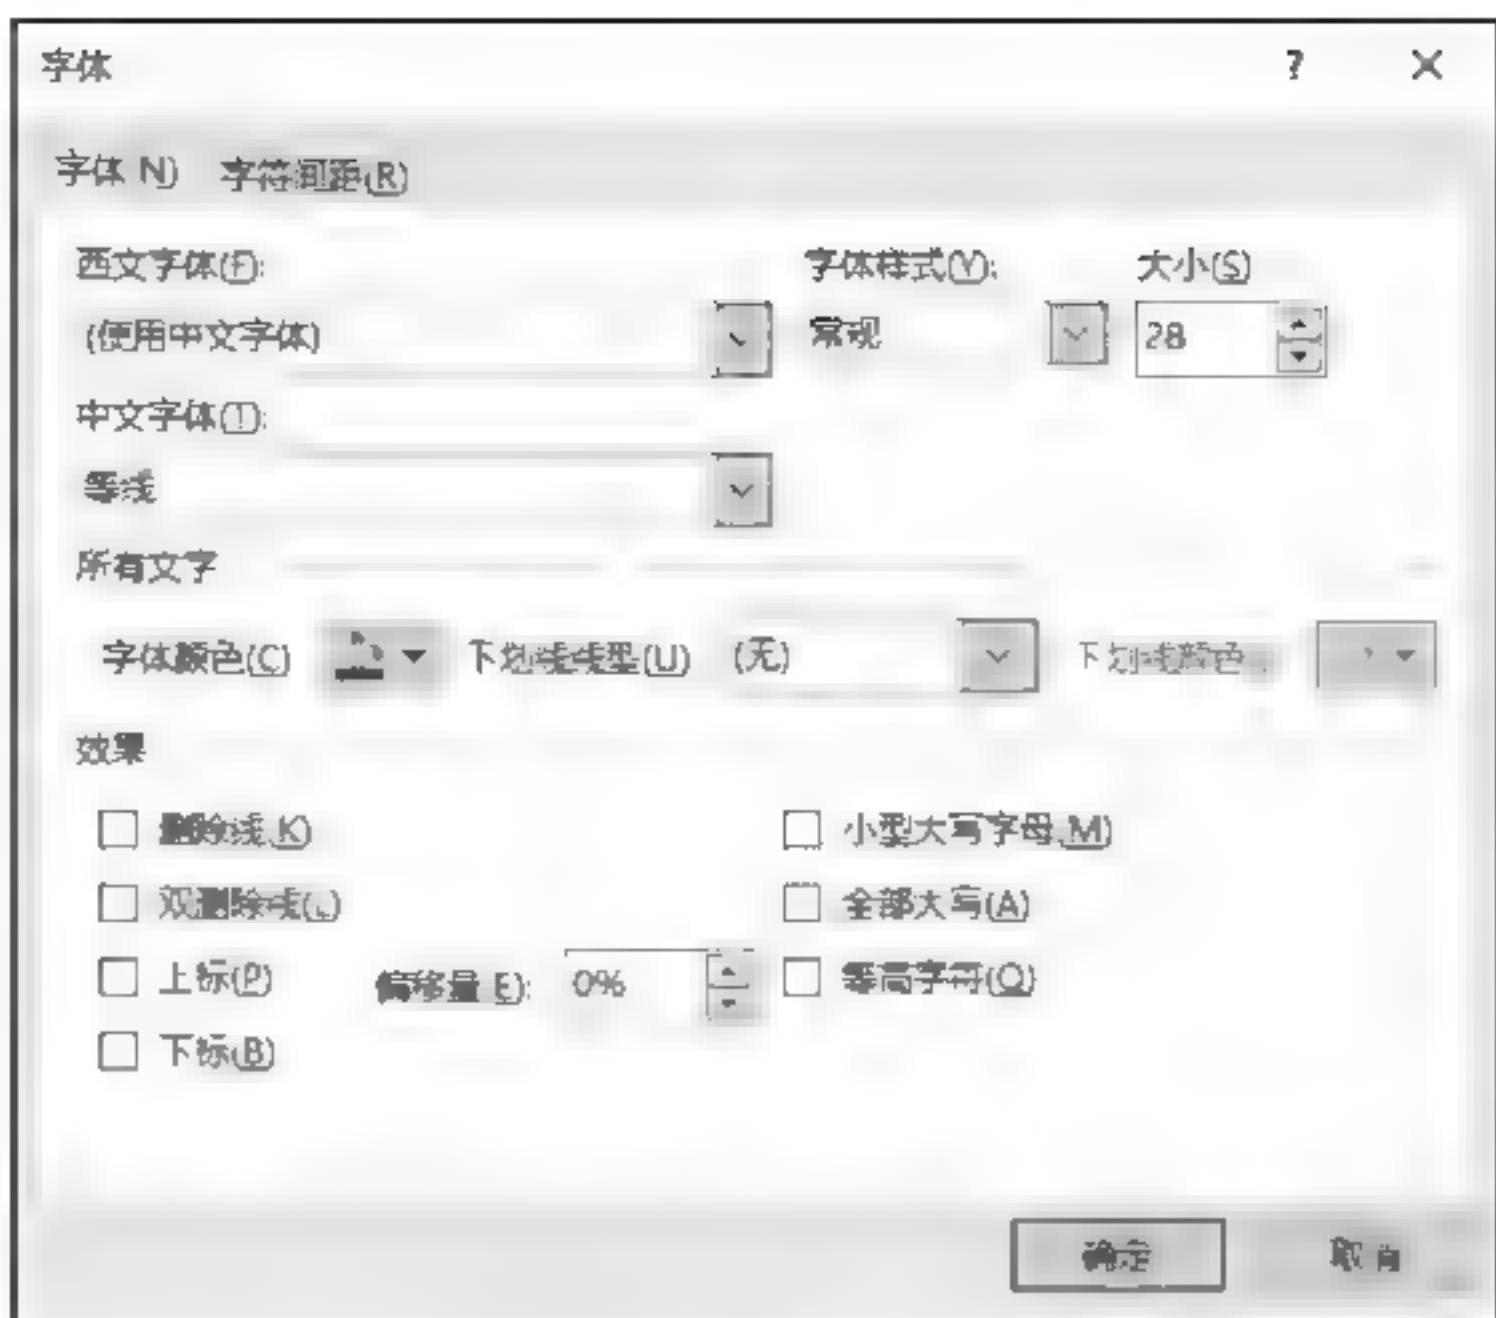 字体 ? ×
字体 N) 字符间距(R)
西文字体(F): 字体样式(Y): 大小(S)
(使用中文字体) 常规 28
中文字体(T):
等线
所有文字
字体颜色(C) 下划线线型(U) (无) 下划线颜色
效果
删除线 K) 小型大写字母 M)
双删除线(L) 全部大写(A)
上标(P) 偏移量 E): 0% 等高字符(Q)
下标(B)
确定 取消